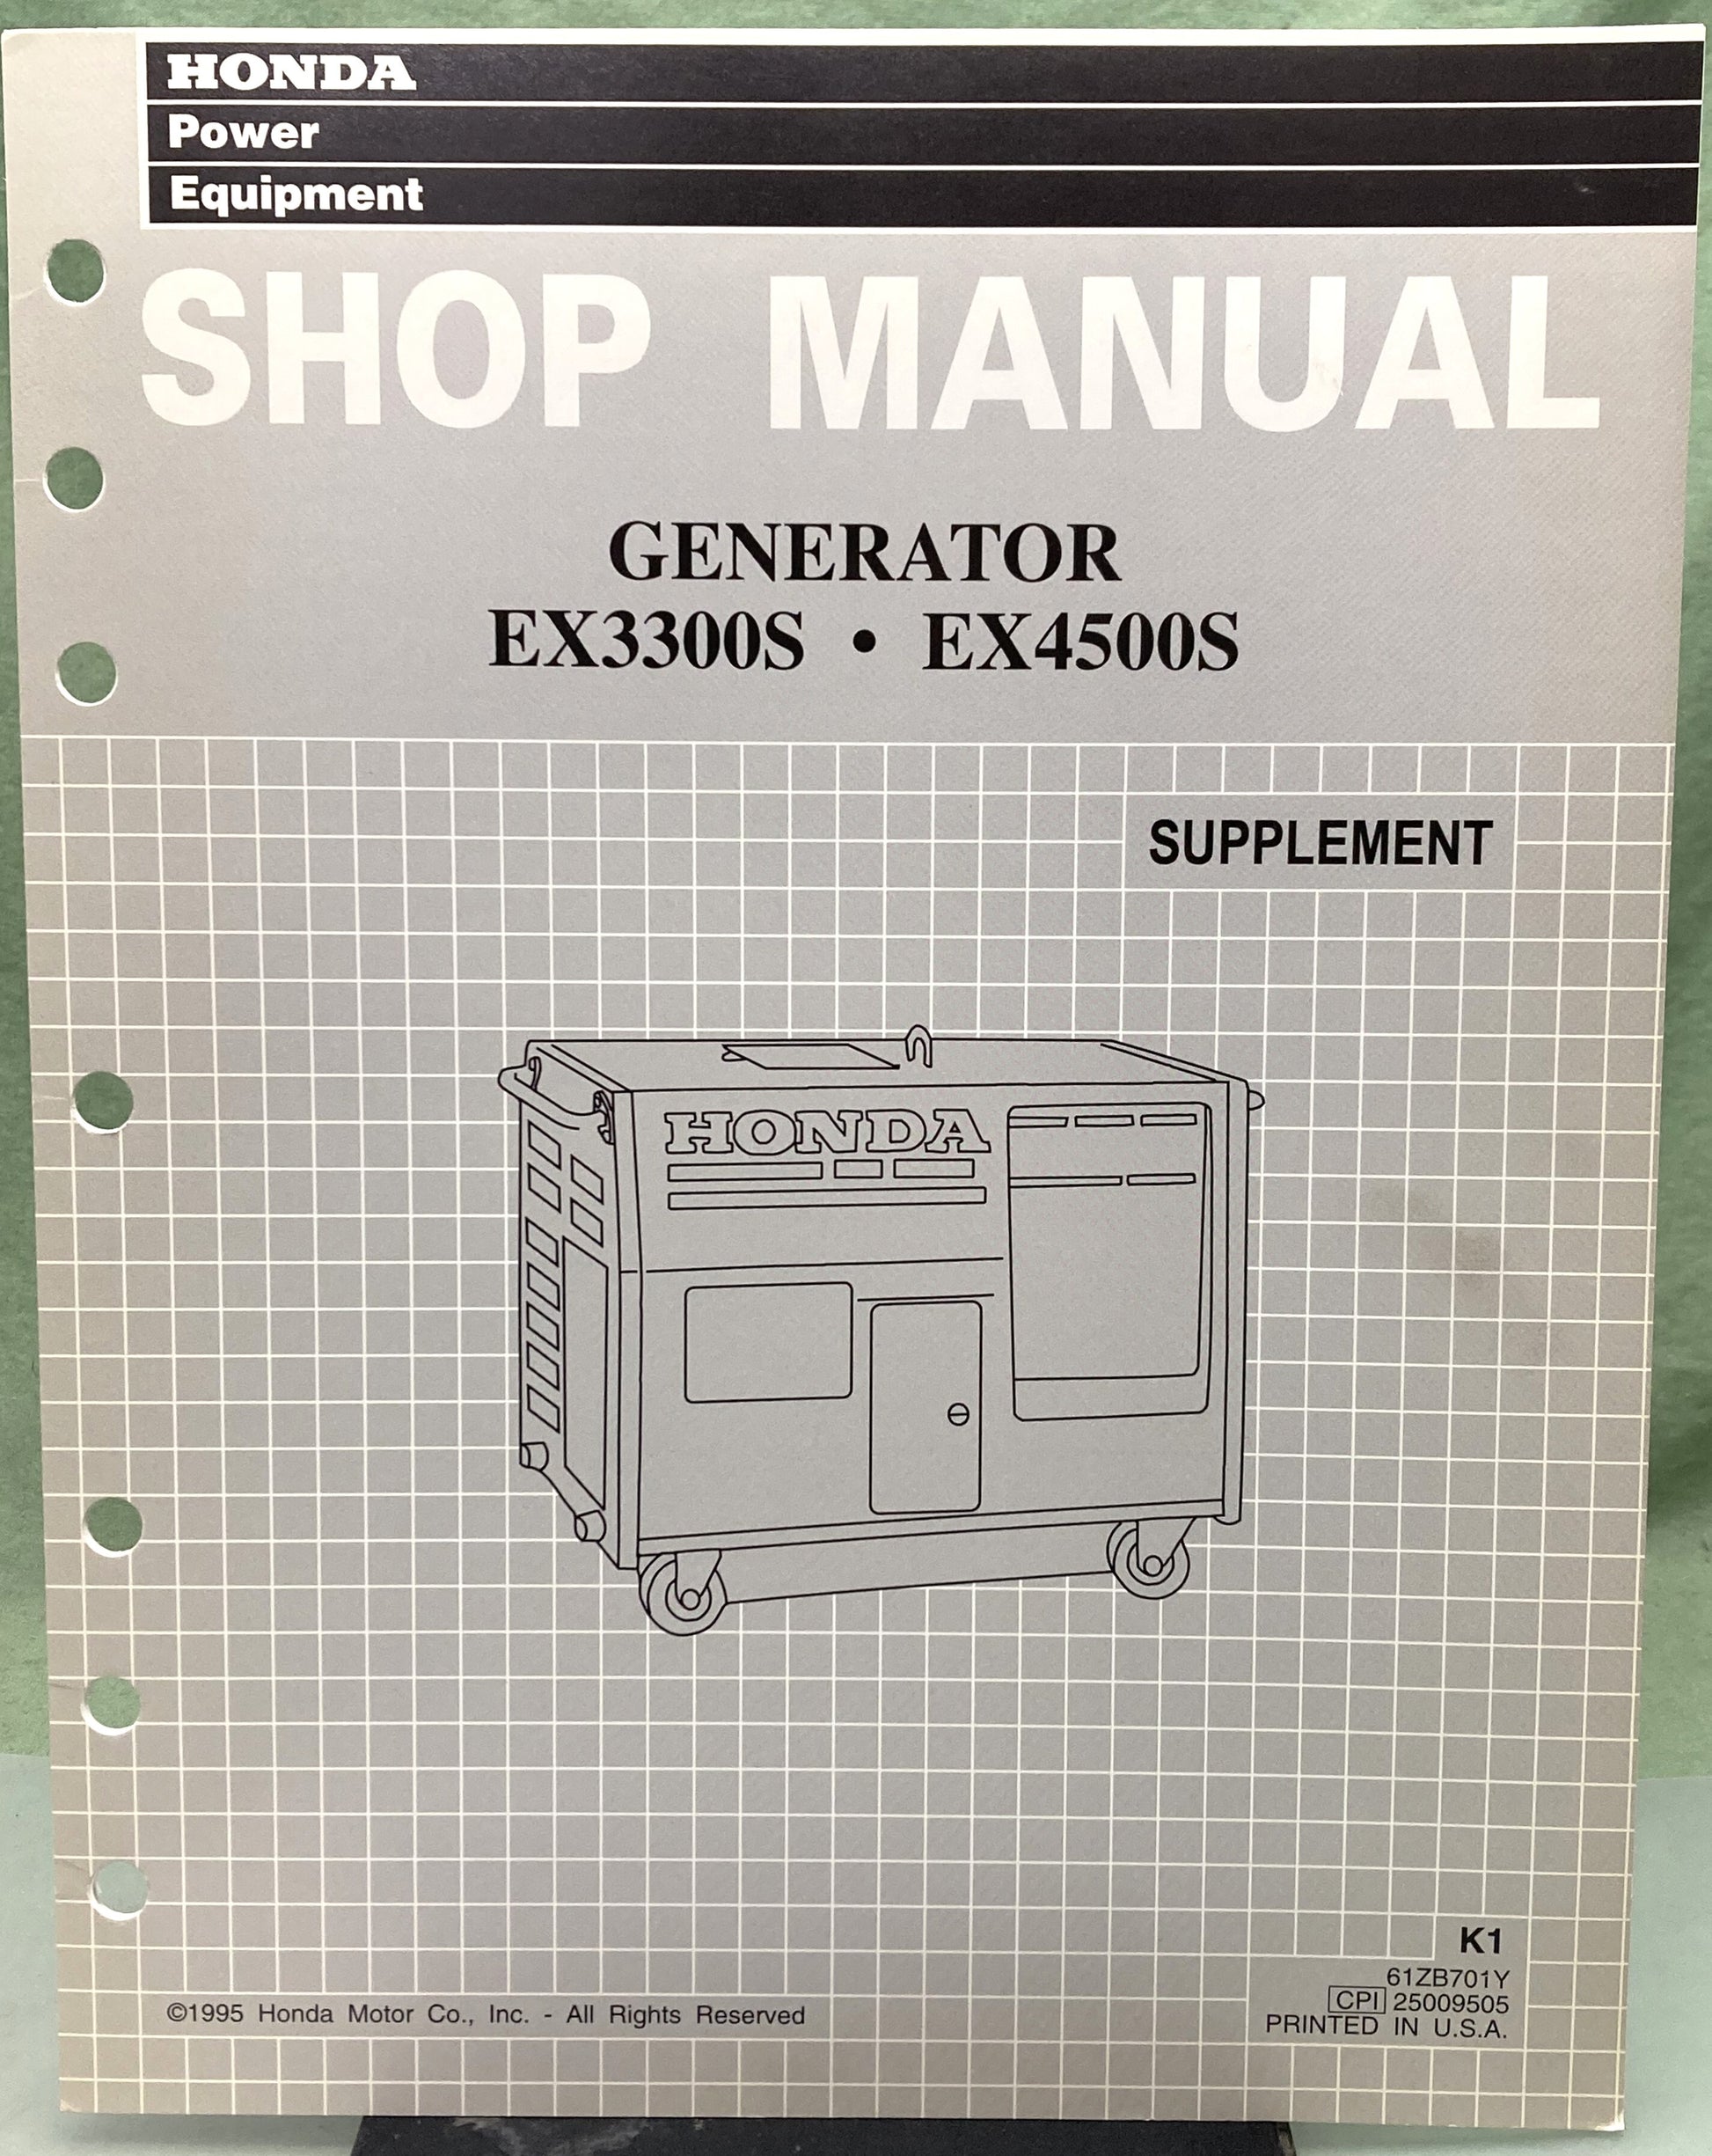 HONDA
Power
Equipment
SHOP MANUAL
GENERATOR
EX3300S • EX4500S
SUPPLEMENT
HONDA
K1
61ZB701Y
CPI 25009505
PRINTED IN U.S.A.
©1995 Honda Motor Co., Inc. - All Rights Reserved